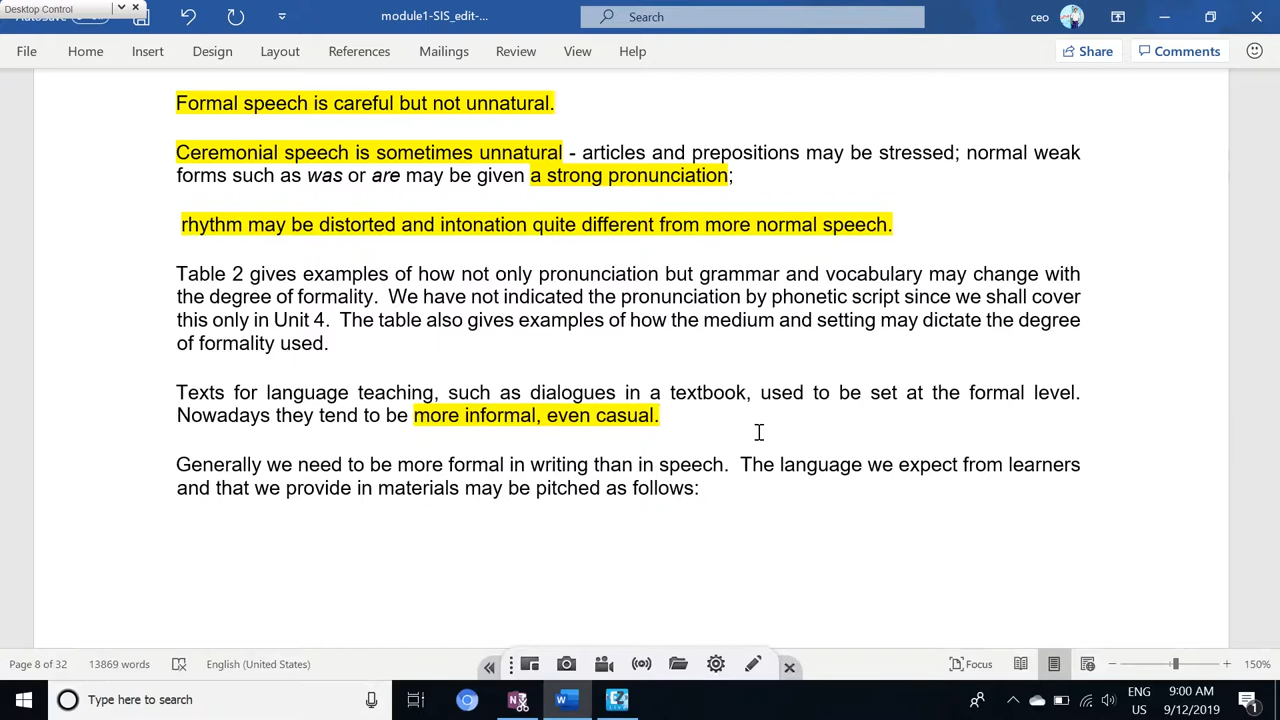 Desktop Control
AutoSave
module1-SIS_edit-...
Search
ceo
File Home Insert Design Layout References Mailings Review View Help
Share
Comments
Formal speech is careful but not unnatural.
Ceremonial speech is sometimes unnatural - articles and prepositions may be stressed; normal weak
forms such as was or are may be given a strong pronunciation;
rhythm may be distorted and intonation quite different from more normal speech.
Table 2 gives examples of how not only pronunciation but grammar and vocabulary may change with
the degree of formality. We have not indicated the pronunciation by phonetic script since we shall cover
this only in Unit 4. The table also gives examples of how the medium and setting may dictate the degree
of formality used.
Texts for language teaching, such as dialogues in a textbook, used to be set at the formal level.
Nowadays they tend to be more informal, even casual.
Generally we need to be more formal in writing than in speech. The language we expect from learners
and that we provide in materials may be pitched as follows:
Page 8 of 32 13869 words English (United States)
Focus
150%
Type here to search
ENG 9:00 AM
US 9/12/2019
1